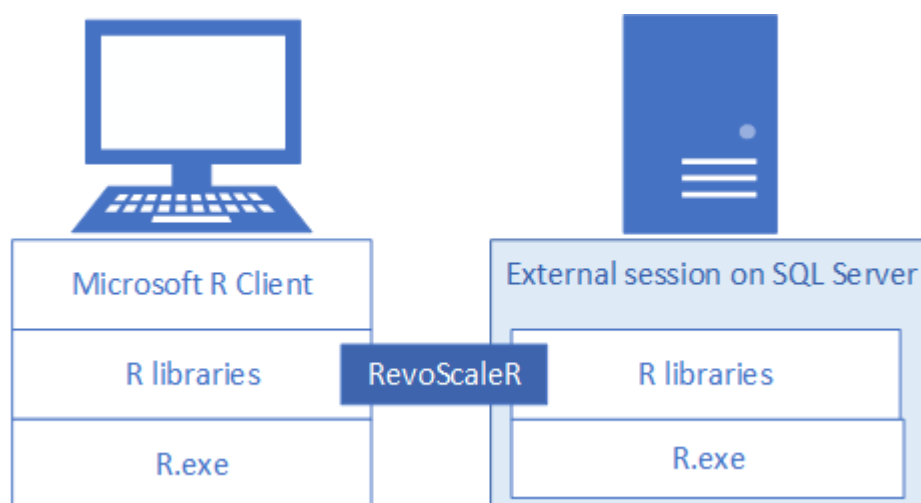 Microsoft R Client
R libraries
R.exe
RevoScaleR
External session on SQL Server
R libraries
R.exe